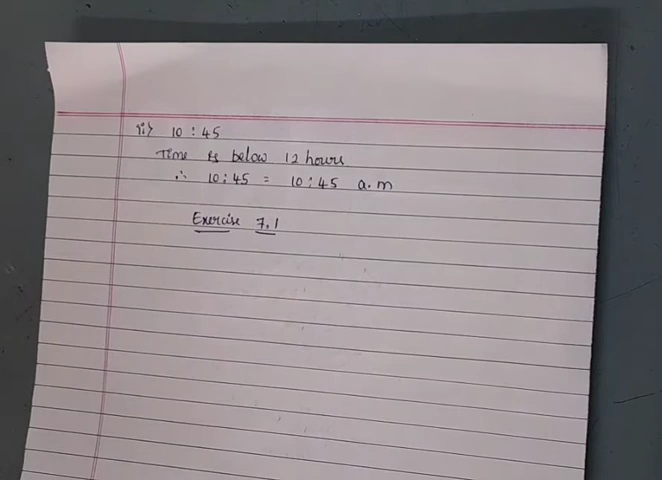 ii) 10 : 45
Time is below 12 hours
∴ 10:45 = 10:45 a.m
Exercise 7.1